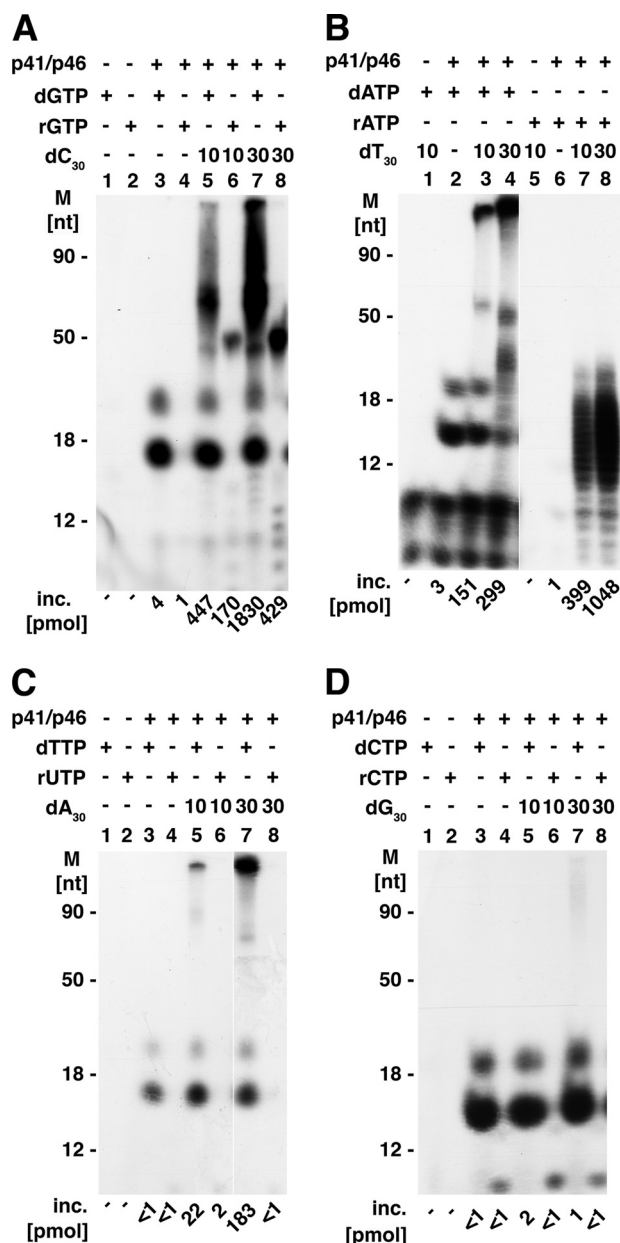 A
p41/p46 - - + + + + + +
dGTP + - + - + - + -
rGTP - + - + - + - +
dC30 - - - - 10 10 30 30
1 2 3 4 5 6 7 8
M
[nt]
90 -
50 -
18 -
12 -
inc.
[pmol] - - 4 1 447 170 1830 429
B
p41/p46 - + + + - + + +
dATP + + + + - - - -
rATP - - - - + + + +
dT30 10 - 10 30 10 - 10 30
1 2 3 4 5 6 7 8
M
[nt]
90 -
50 -
18 -
12 -
inc.
[pmol] - 3 151 299 - 1 399 1048
C
p41/p46 - - + + + + + +
dTTP + - + - + - + -
rUTP - + - + - + - +
dA30 - - - - 10 10 30 30
1 2 3 4 5 6 7 8
M
[nt]
90 -
50 -
18 -
12 -
inc.
[pmol] - - <1 <1 22 2 183 <1
D
p41/p46 - - + + + + + +
dCTP + - + - + - + -
rCTP - + - + - + - +
dG30 - - - - 10 10 30 30
1 2 3 4 5 6 7 8
M
[nt]
90 -
50 -
18 -
12 -
inc.
[pmol] - - <1 <1 2 <1 1 <1